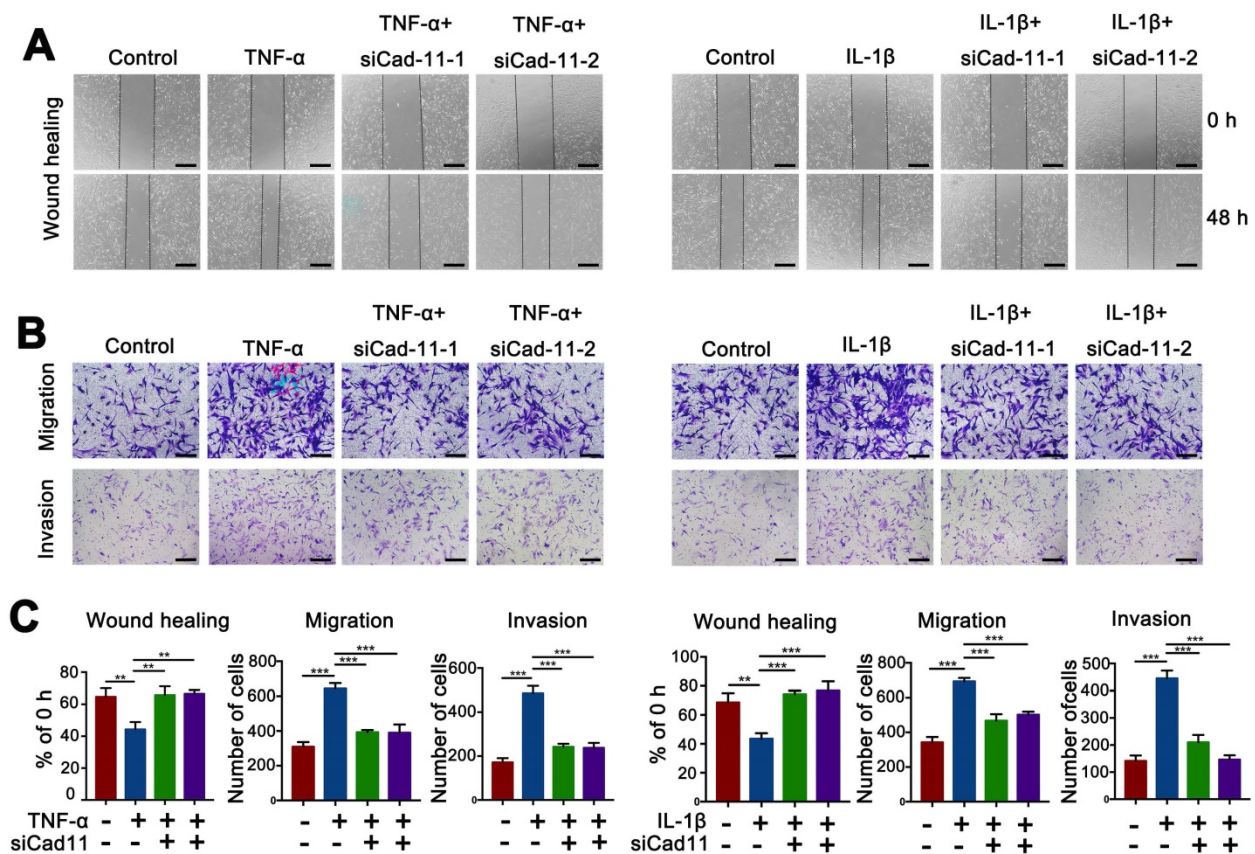 A
Wound healing
Control
TNF-α
TNF-α+
siCad-11-1
TNF-α+
siCad-11-2
Control
IL-1β
IL-1β+
siCad-11-1
IL-1β+
siCad-11-2
0 h
48 h
B
Control
TNF-α
TNF-α+
siCad-11-1
TNF-α+
siCad-11-2
Control
IL-1β
IL-1β+
siCad-11-1
IL-1β+
siCad-11-2
Migration
Invasion
C
Wound healing
% of 0 h
80
60
40
20
0
**
**
**
Migration
Number of cells
800
600
400
200
0
***
***
***
Invasion
Number of cells
600
400
200
0
***
***
***
TNF-α - + + + - + + + - + + +
siCad11 - - + + - - + + - - + +
Wound healing
% of 0 h
100
80
60
40
20
0
**
***
***
Migration
Number of cells
800
600
400
200
0
***
***
***
Invasion
Number ofcells
500
400
300
200
100
0
***
***
***
IL-1β - + + + - + + + - + + +
siCad11 - - + + - - + + - - + +